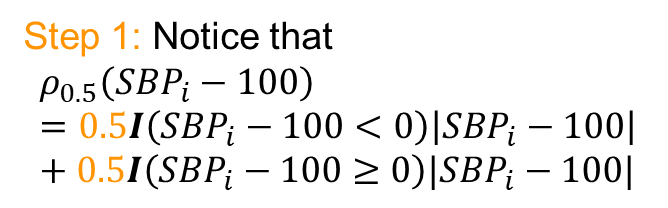 Step 1: Notice that
𝜌₀.₅(𝑆𝐵𝑃ᵢ − 100)
= 0.5𝑰(𝑆𝐵𝑃ᵢ − 100 < 0)|𝑆𝐵𝑃ᵢ − 100|
+ 0.5𝑰(𝑆𝐵𝑃ᵢ − 100 ≥ 0)|𝑆𝐵𝑃ᵢ − 100|